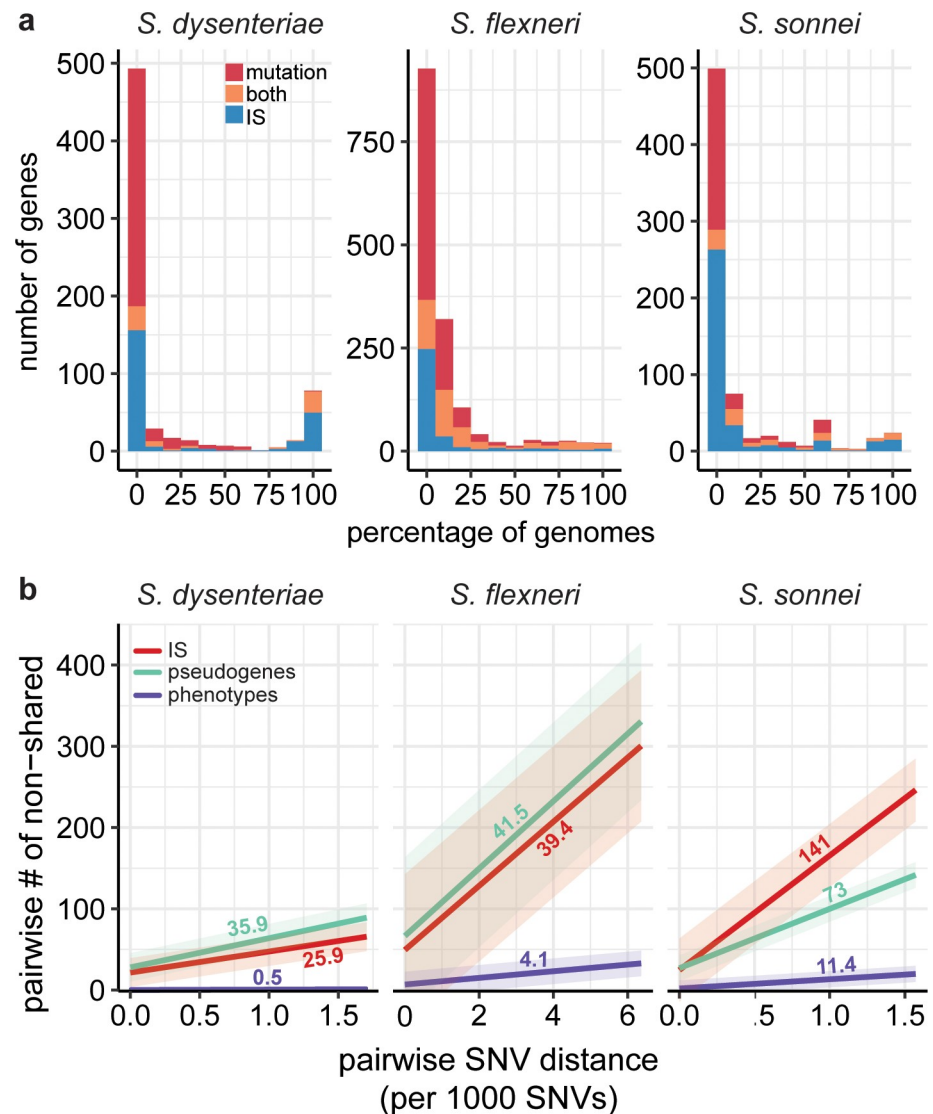 a
S. dysenteriae
S. flexneri
S. sonnei
number of genes
500
400
300
200
100
0
mutation
both
IS
750
500
250
0
500
400
300
200
100
0
0 25 50 75 100
0 25 50 75 100
0 25 50 75 100
percentage of genomes
b
S. dysenteriae
S. flexneri
S. sonnei
pairwise # of non-shared
400
300
200
100
0
IS
pseudogenes
phenotypes
35.9
25.9
0.5
41.5
39.4
4.1
141
73
11.4
0.0 0.5 1.0 1.5
0 2 4 6
0.0 .5 1.0 1.5
pairwise SNV distance
(per 1000 SNVs)